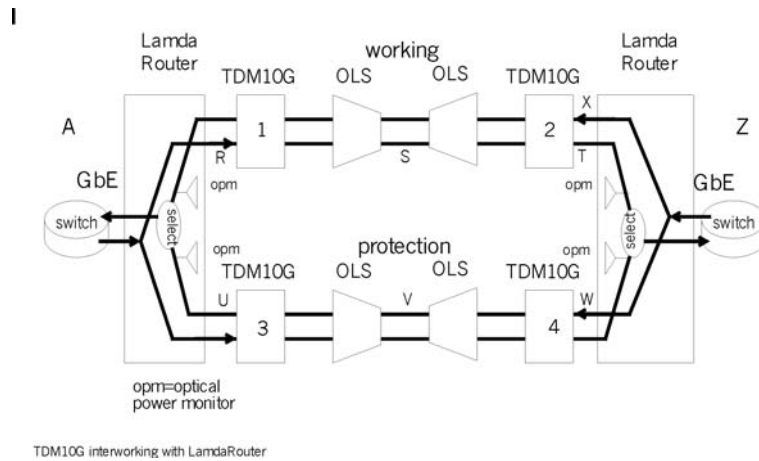 I
Lamda
Router
working
Lamda
Router
TDM10G
OLS
OLS
TDM10G
A
1
2
X
Z
R
S
T
GbE
opm
opm
GbE
switch
select
select
switch
opm
opm
protection
TDM10G
OLS
OLS
TDM10G
U
V
W
3
4
opm=optical
power monitor
TDM10G interworking with LamdaRouter